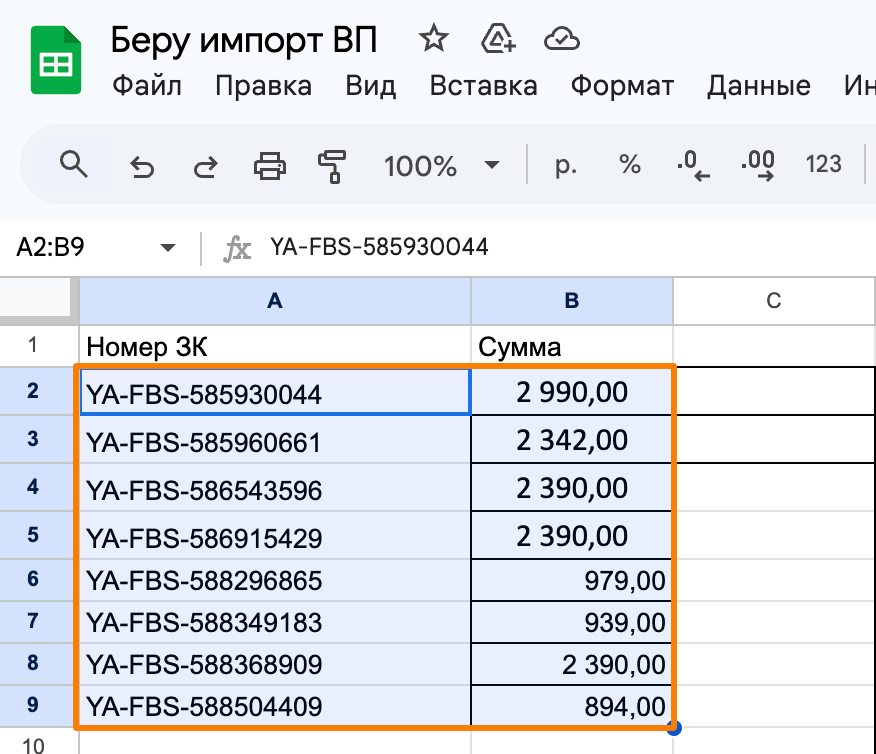 Беру импорт ВП
Файл Правка Вид Вставка Формат Данные Ин
100% р. % .0 .00 123
A2:B9 fx YA-FBS-585930044
A B C
1 Номер ЗК Сумма
2 YA-FBS-585930044 2 990,00
3 YA-FBS-585960661 2 342,00
4 YA-FBS-586543596 2 390,00
5 YA-FBS-586915429 2 390,00
6 YA-FBS-588296865 979,00
7 YA-FBS-588349183 939,00
8 YA-FBS-588368909 2 390,00
9 YA-FBS-588504409 894,00
10